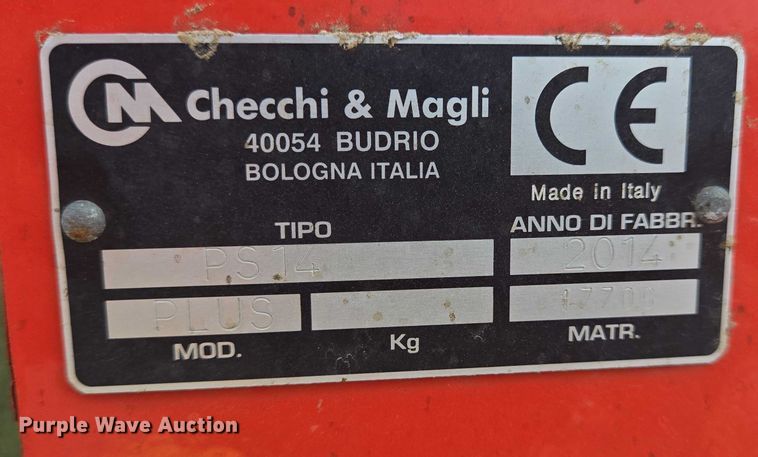 CM Checchi & Magli
40054 BUDRIO
BOLOGNA ITALIA
CE
Made in Italy
TIPO
ANNO DI FABBR.
PS14
2014
PLUS
MOD.
Kg
MATR.
Purple Wave Auction